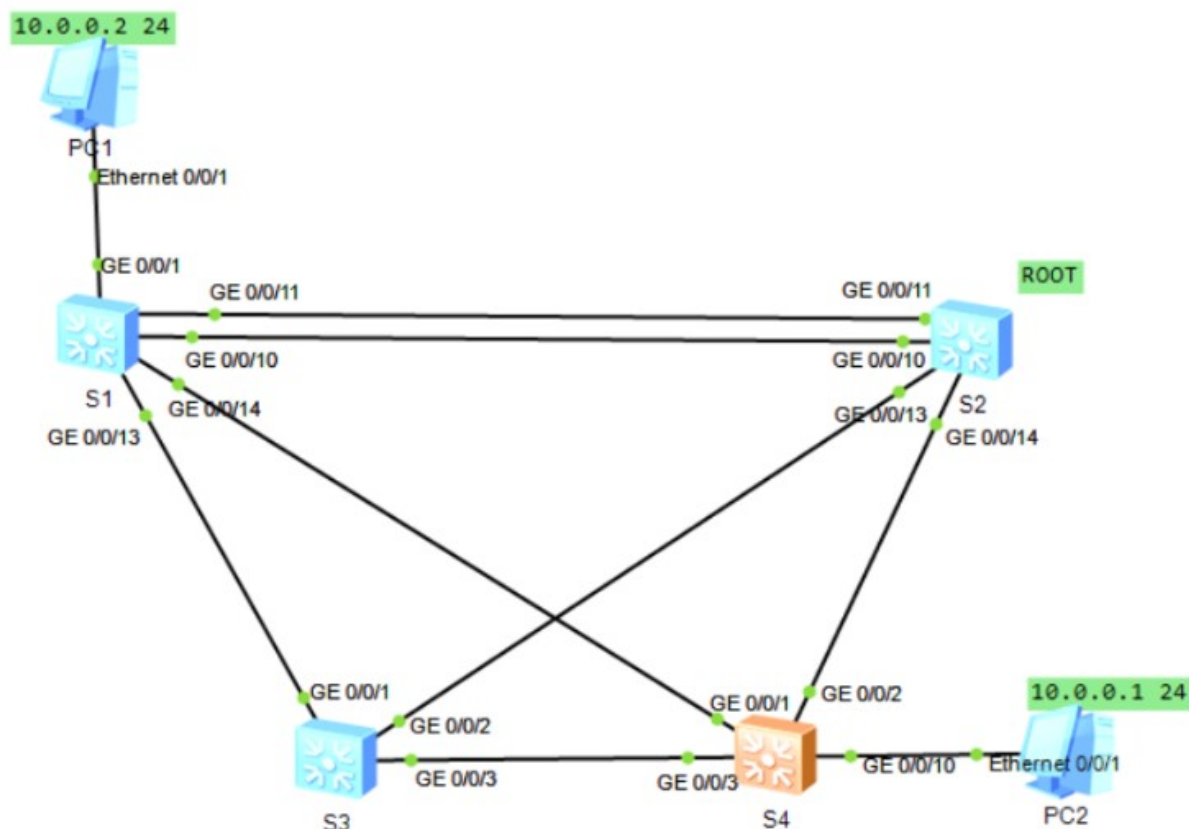 10.0.0.2 24
PC1
Ethernet 0/0/1
GE 0/0/1
GE 0/0/11
GE 0/0/11
ROOT
GE 0/0/10
GE 0/0/10
S1
S2
GE 0/0/14
GE 0/0/13
GE 0/0/13
GE 0/0/14
GE 0/0/1
GE 0/0/2
GE 0/0/1
GE 0/0/2
10.0.0.1 24
GE 0/0/3
GE 0/0/3
GE 0/0/10
Ethernet 0/0/1
S3
S4
PC2